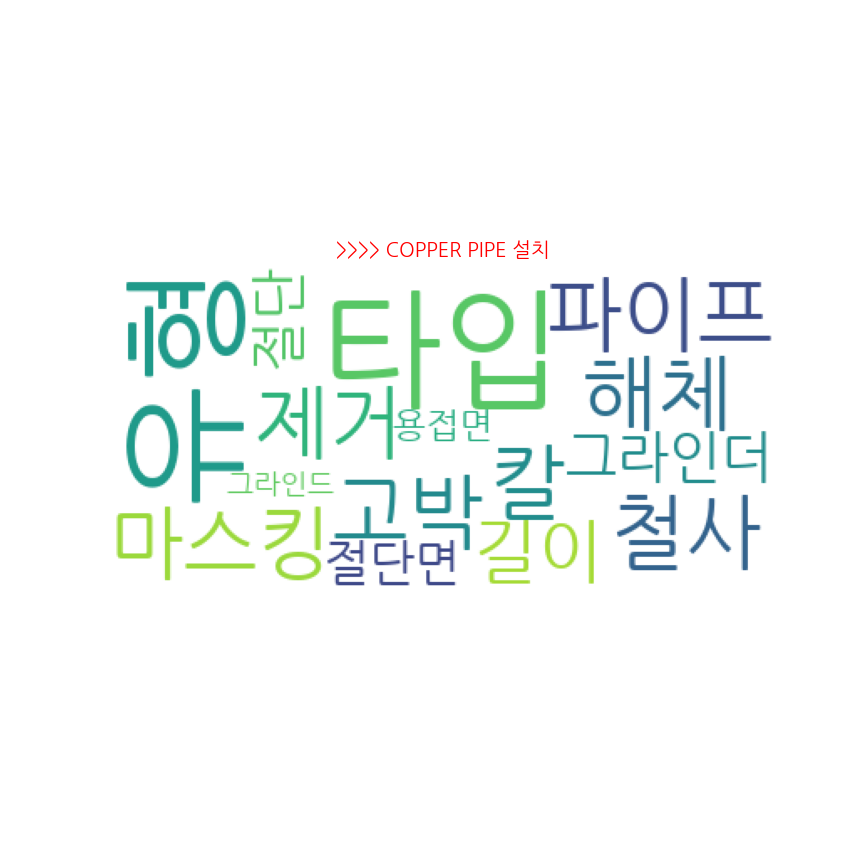 >>>> COPPER PIPE 설치
유형
절단
타입
파이프
제거
해체
용접면
칼
그라인더
그라인드
고박
마스킹
절단면
길이
철사